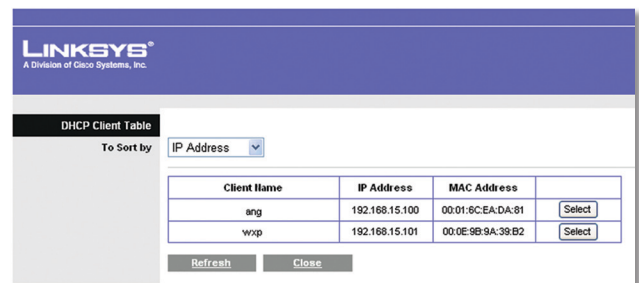 LINKSYS®
A Division of Cisco Systems, Inc.
DHCP Client Table
To Sort by IP Address
Client Name IP Address MAC Address
ang 192.168.15.100 00:01:6C:EA:DA:81 Select
wxp 192.168.15.101 00:0E:9B:9A:39:B2 Select
Refresh Close